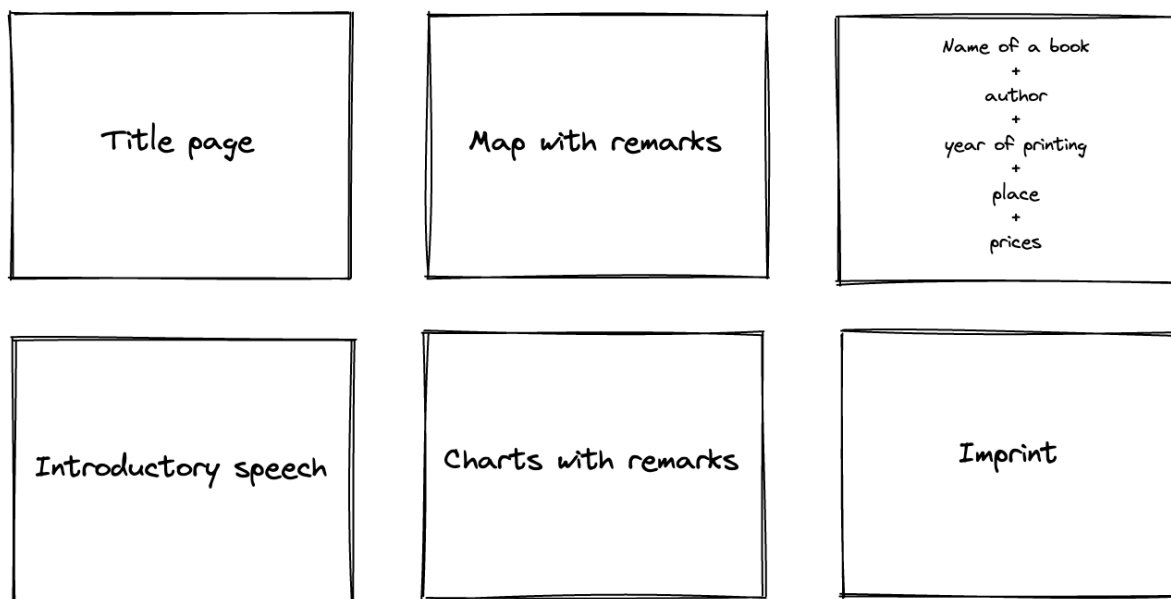 Title page
Map with remarks
Name of a book
+
author
+
year of printing
+
place
+
prices
Introductory speech
Charts with remarks
Imprint